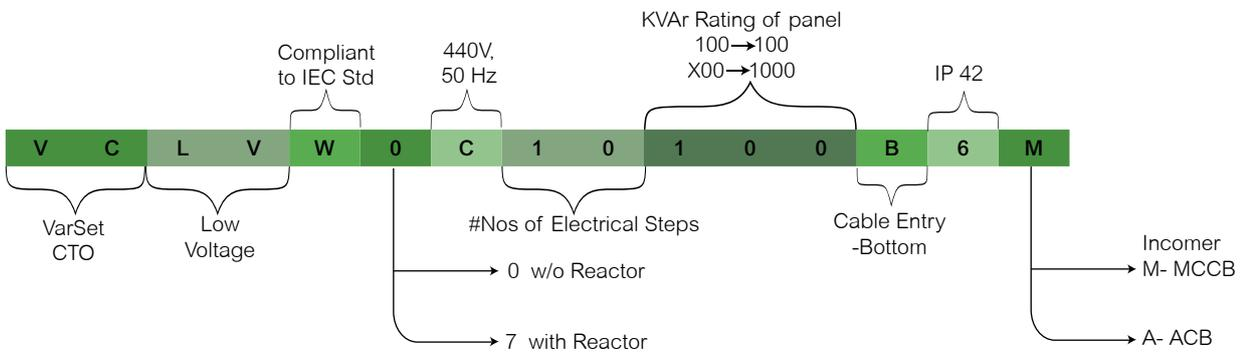 KVAr Rating of panel
100→100
X00→1000
Compliant
to IEC Std
440V,
50 Hz
IP 42
V C L V W 0 C 1 0 1 0 0 B 6 M
VarSet
CTO
Low
Voltage
#Nos of Electrical Steps
Cable Entry
-Bottom
0 w/o Reactor
7 with Reactor
Incomer
M- MCCB
A- ACB